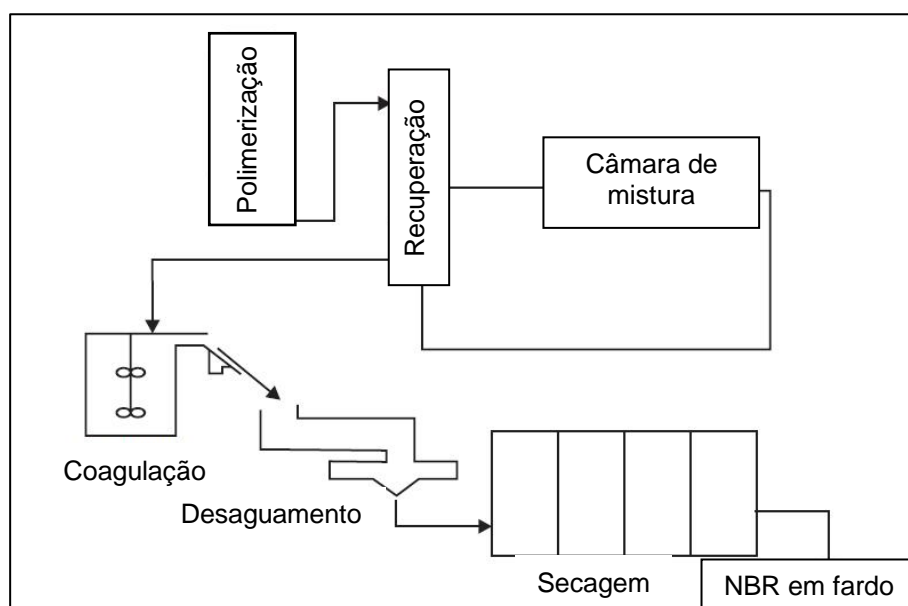 Polimerização
Recuperação
Câmara de
mistura
Coagulação
Desaguamento
Secagem
NBR em fardo